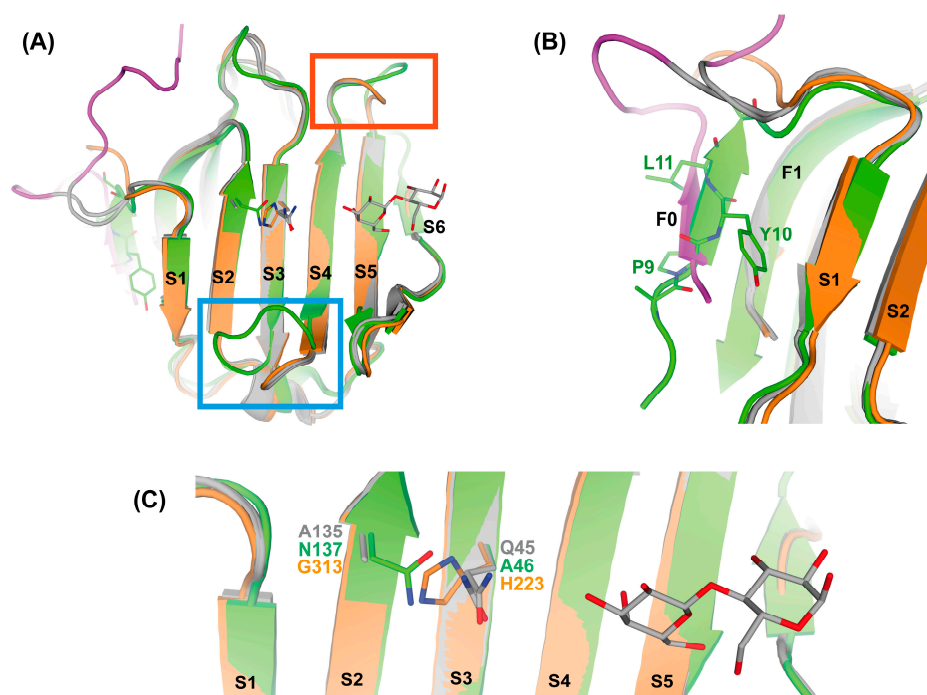 (A)
S1
S2
S3
S4
S5
S6
(B)
L11
F0
F1
P9
Y10
S1
S2
(C)
A135
N137
G313
Q45
A46
H223
S1
S2
S3
S4
S5